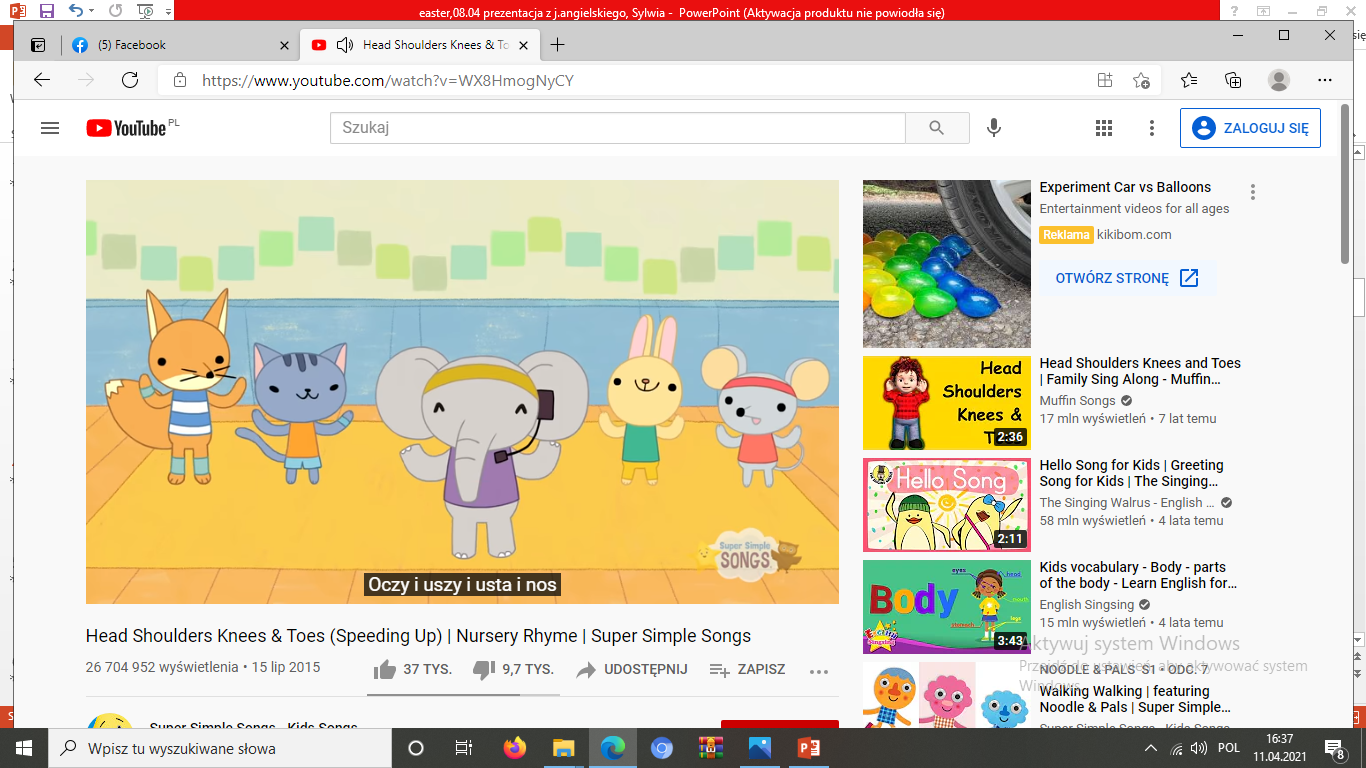 easter,08.04 prezentacja z j.angielskiego, Sylwia - PowerPoint (Aktywacja produktu nie powiodła się)
(5) Facebook
Head Shoulders Knees & To
https://www.youtube.com/watch?v=WX8HmogNyCY
YouTube PL
Szukaj
ZALOGUJ SIĘ
Super Simple
SONGS
Oczy i uszy i usta i nos
Head Shoulders Knees & Toes (Speeding Up) | Nursery Rhyme | Super Simple Songs
26 704 952 wyświetlenia • 15 lip 2015
37 TYS.
9,7 TYS.
UDOSTĘPNIJ
ZAPISZ
Super Simple Songs - Kids Songs
Experiment Car vs Balloons
Entertainment videos for all ages
Reklama kikibom.com
OTWÓRZ STRONĘ
Head
Shoulders
Knees &
2:36
Head Shoulders Knees and Toes
| Family Sing Along - Muffin...
Muffin Songs
17 mln wyświetleń • 7 lat temu
Hello Song
2:11
Hello Song for Kids | Greeting
Song for Kids | The Singing...
The Singing Walrus - English ...
58 mln wyświetleń • 4 lata temu
Body
eyes
head
mouth
legs
3:43
Kids vocabulary - Body - parts
of the body - Learn English for...
English Singsing
15 mln wyświetleń • 4 lata temu
Aktywuj system Windows
Przejdź do ustawień, aby aktywować system
Windows.
NOODLE & PALS S1 • ODC. 7
Walking Walking | featuring
Noodle & Pals | Super Simple...
Super Simple Songs - Kids Songs
Wpisz tu wyszukiwane słowa
POL
16:37
11.04.2021
8